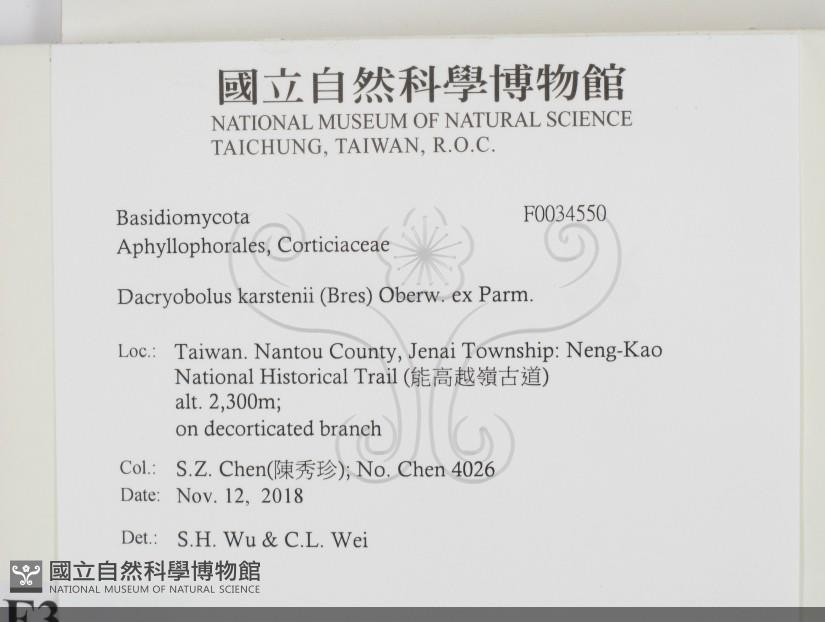 國立自然科學博物館
NATIONAL MUSEUM OF NATURAL SCIENCE
TAICHUNG, TAIWAN, R.O.C.
Basidiomycota F0034550
Aphyllophorales, Corticiaceae
Dacryobolus karstenii (Bres) Oberw. ex Parm.
Loc.: Taiwan. Nantou County, Jenai Township: Neng-Kao
National Historical Trail (能高越嶺古道)
alt. 2,300m;
on decorticated branch
Col.: S.Z. Chen(陳秀珍); No. Chen 4026
Date: Nov. 12, 2018
Det.: S.H. Wu & C.L. Wei
國立自然科學博物館
NATIONAL MUSEUM OF NATURAL SCIENCE